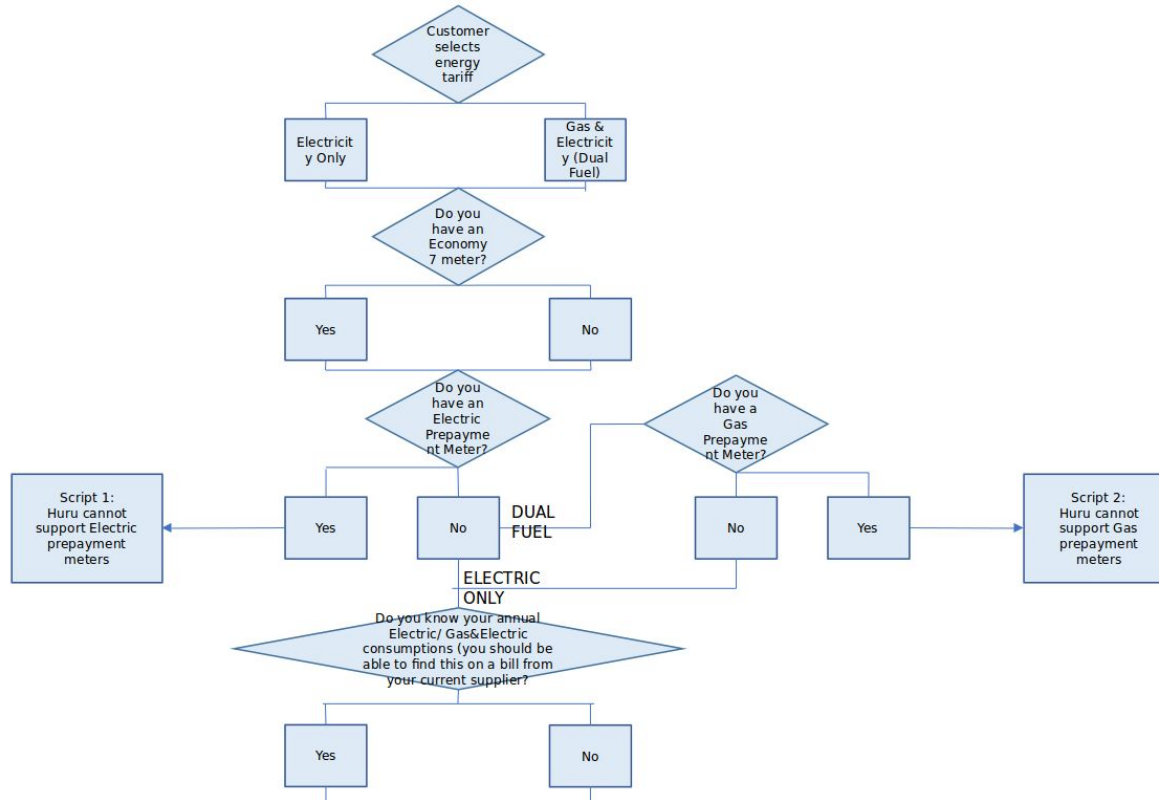 Customer
selects
energy
tariff
Electricit
y Only
Gas &
Electricit
y (Dual
Fuel)
Do you
have an
Economy
7 meter?
Yes
No
Do you
have an
Electric
Prepayme
nt Meter?
Do you
have a
Gas
Prepayme
nt Meter?
Script 1:
Huru cannot
support Electric
prepayment
meters
Yes
No
DUAL
FUEL
No
Yes
Script 2:
Huru cannot
support Gas
prepayment
meters
ELECTRIC
ONLY
Do you know your annual
Electric/ Gas&Electric
consumptions (you should be
able to find this on a bill from
your current supplier?
Yes
No